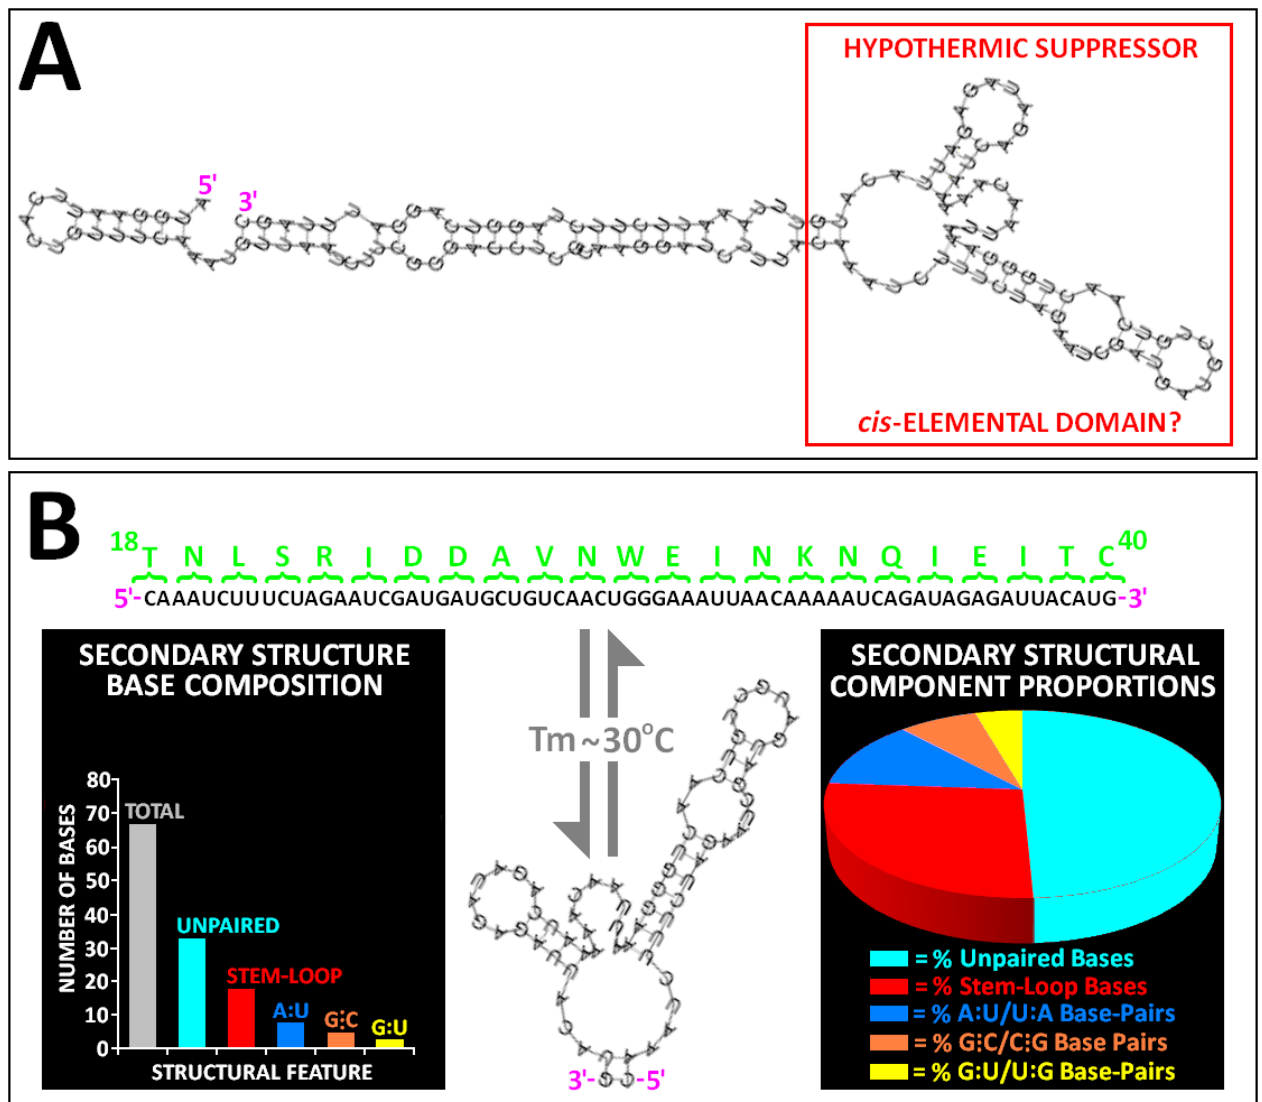 A
HYPOTHERMIC SUPPRESSOR
5'
3'
cis-ELEMENTAL DOMAIN?
B
18 T N L S R I D D A V N W E I N K N Q I E I T C 40
5'-CAAAUCUUUCUAGAAUCGAUGAUGCUGUCAACUGGGAAAUUAACAAAAAUCAGAUAGAGAUUACAUG-3'
SECONDARY STRUCTURE
BASE COMPOSITION
80
70
60
50
40
30
20
10
0
NUMBER OF BASES
TOTAL
UNPAIRED
STEM-LOOP
A:U
G⋮C
G:U
STRUCTURAL FEATURE
Tm~30°C
3'-
-5'
SECONDARY STRUCTURAL
COMPONENT PROPORTIONS
= % Unpaired Bases
= % Stem-Loop Bases
= % A:U/U:A Base-Pairs
= % G⋮C/C⋮G Base Pairs
= % G:U/U:G Base-Pairs